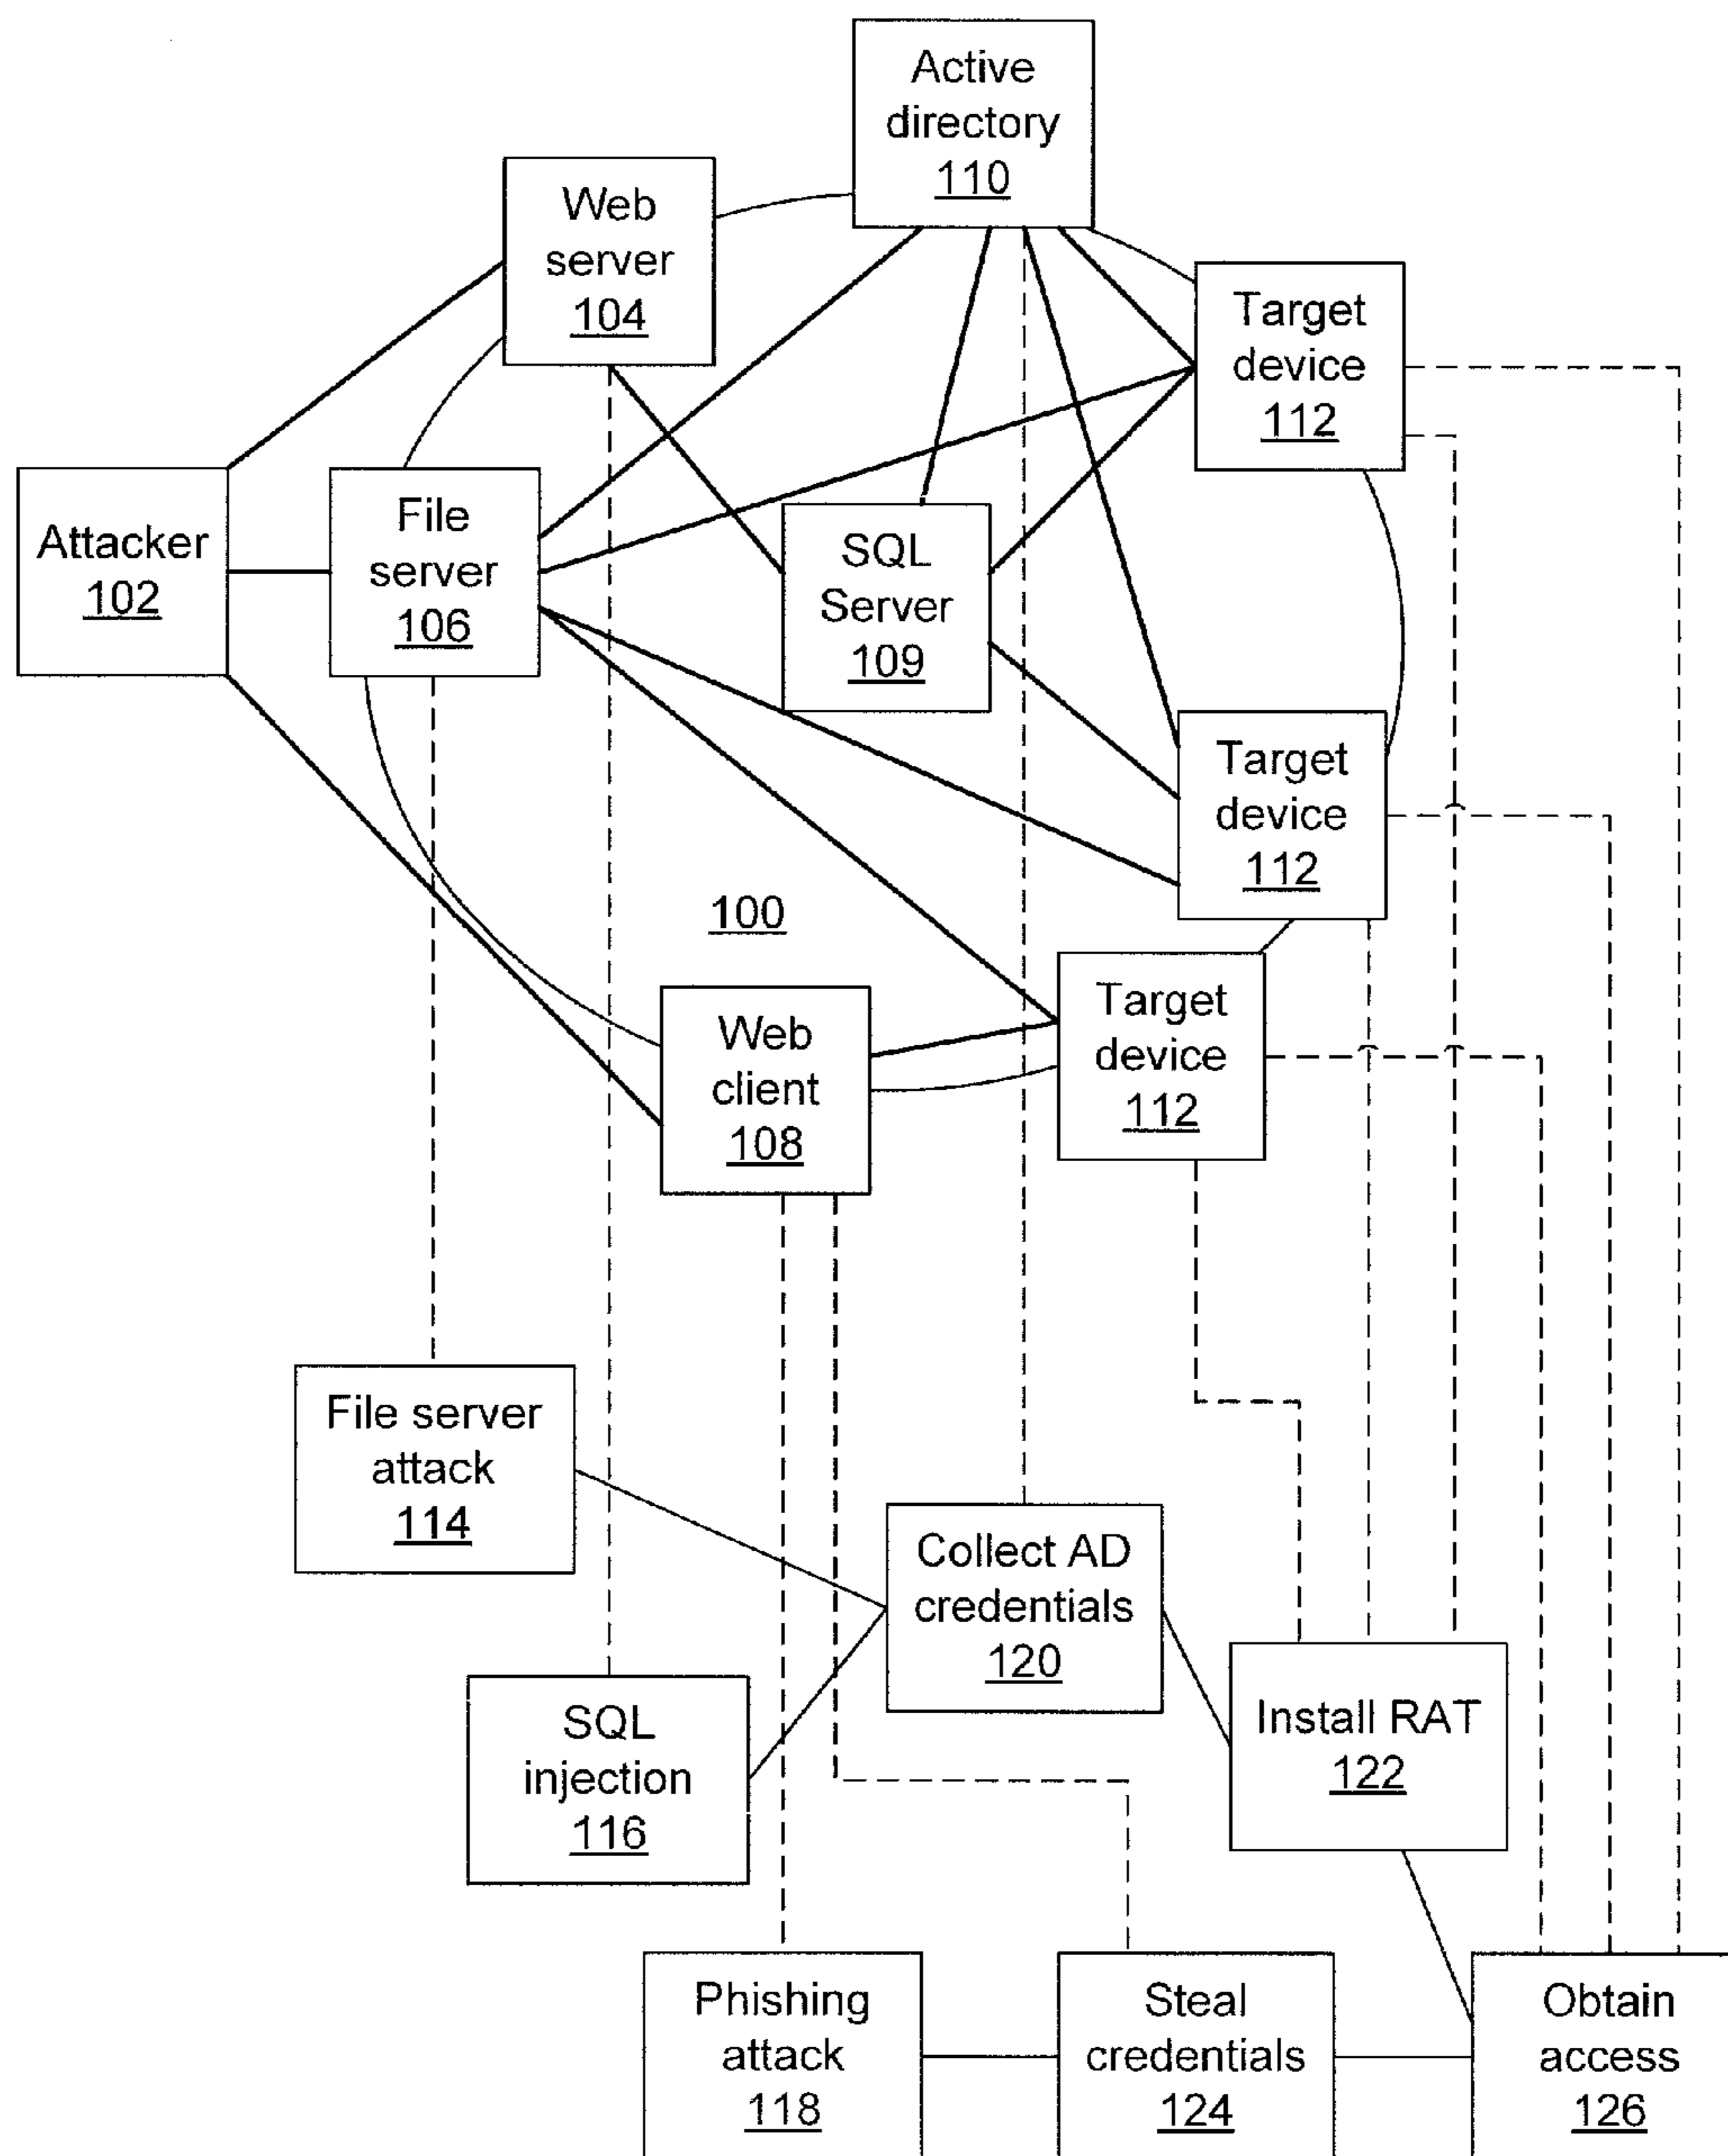 Active
directory
110
Web
server
104
Target
device
112
Attacker
102
File
server
106
SQL
Server
109
Target
device
112
100
Target
device
112
Web
client
108
File server
attack
114
Collect AD
credentials
120
SQL
injection
116
Install RAT
122
Phishing
attack
118
Steal
credentials
124
Obtain
access
126